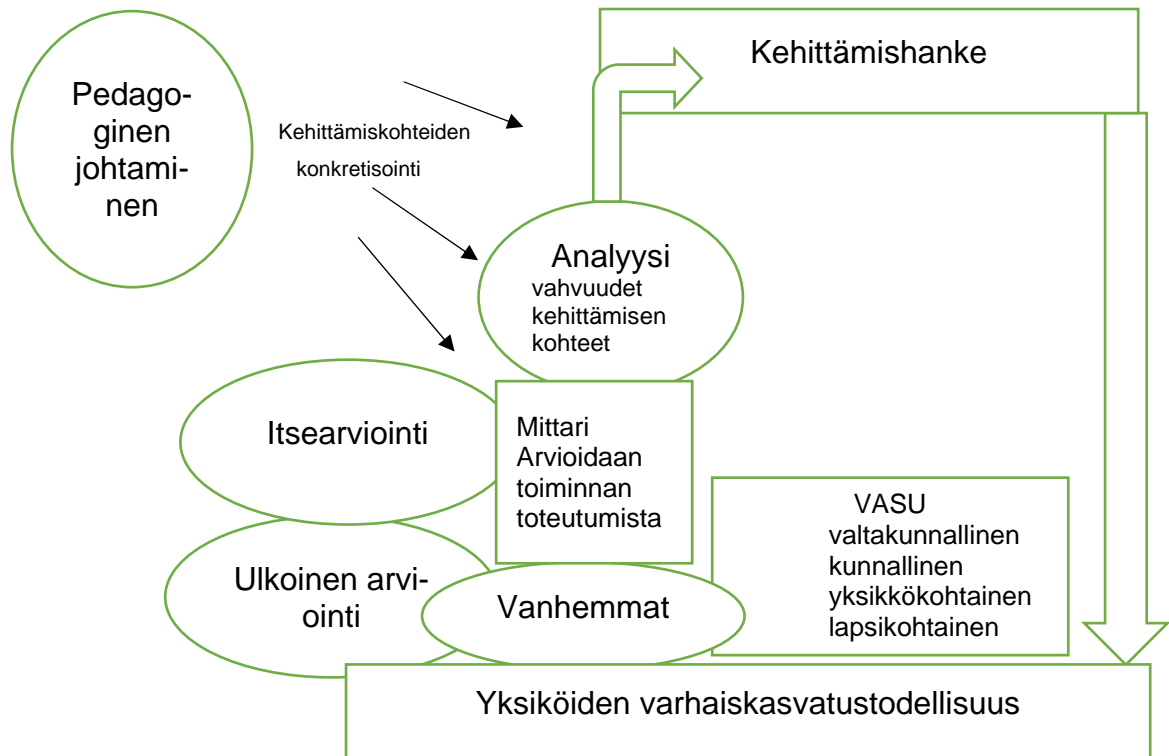 Kehittämishanke
Pedago-
ginen
johtami-
nen
Kehittämiskohteiden
konkretisointi
Analyysi
vahvuudet
kehittämisen
kohteet
Itsearviointi
Mittari
Arvioidaan
toiminnan
toteutumista
VASU
valtakunnallinen
kunnallinen
yksikkökohtainen
lapsikohtainen
Ulkoinen arvi-
ointi
Vanhemmat
Yksiköiden varhaiskasvatustodellisuus